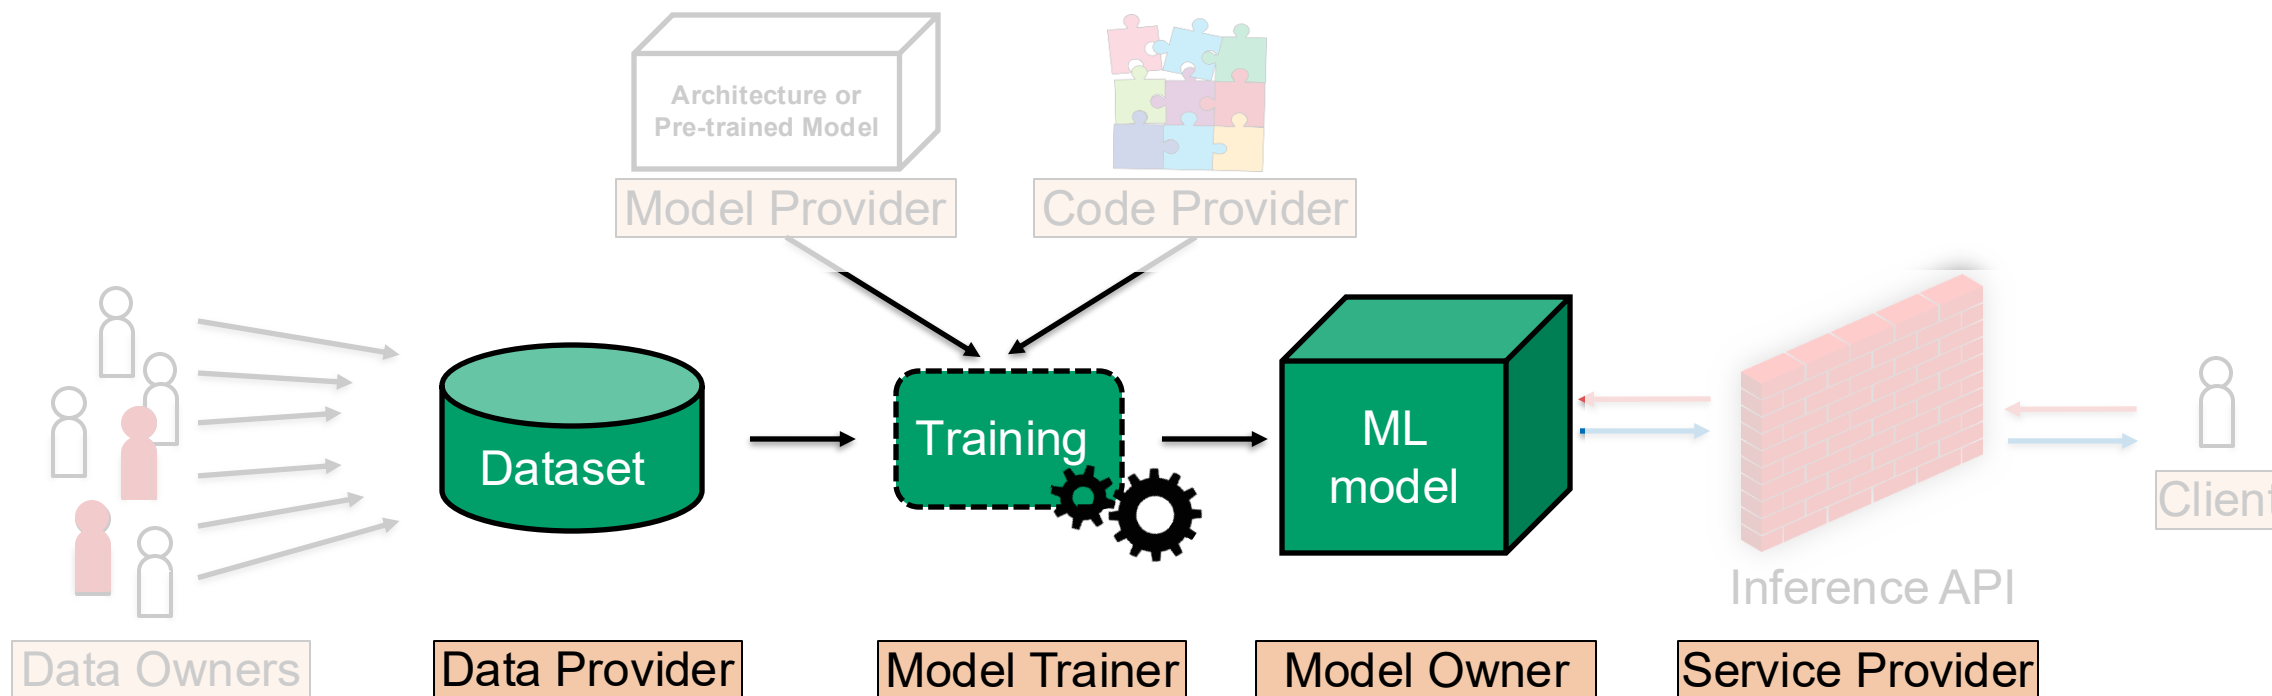 Architecture or
Pre-trained Model
Model Provider
Code Provider
Dataset
Training
ML
model
Inference API
Client
Data Owners
Data Provider
Model Trainer
Model Owner
Service Provider